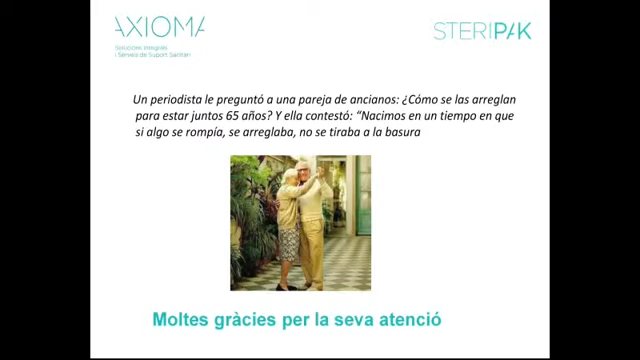 AXIOMA
Solucions Integrals
i Serveis de Suport Sanitari
STERIPAK
Un periodista le preguntó a una pareja de ancianos: ¿Cómo se las arreglan
para estar juntos 65 años? Y ella contestó: “Nacimos en un tiempo en que
si algo se rompía, se arreglaba, no se tiraba a la basura
Moltes gràcies per la seva atenció